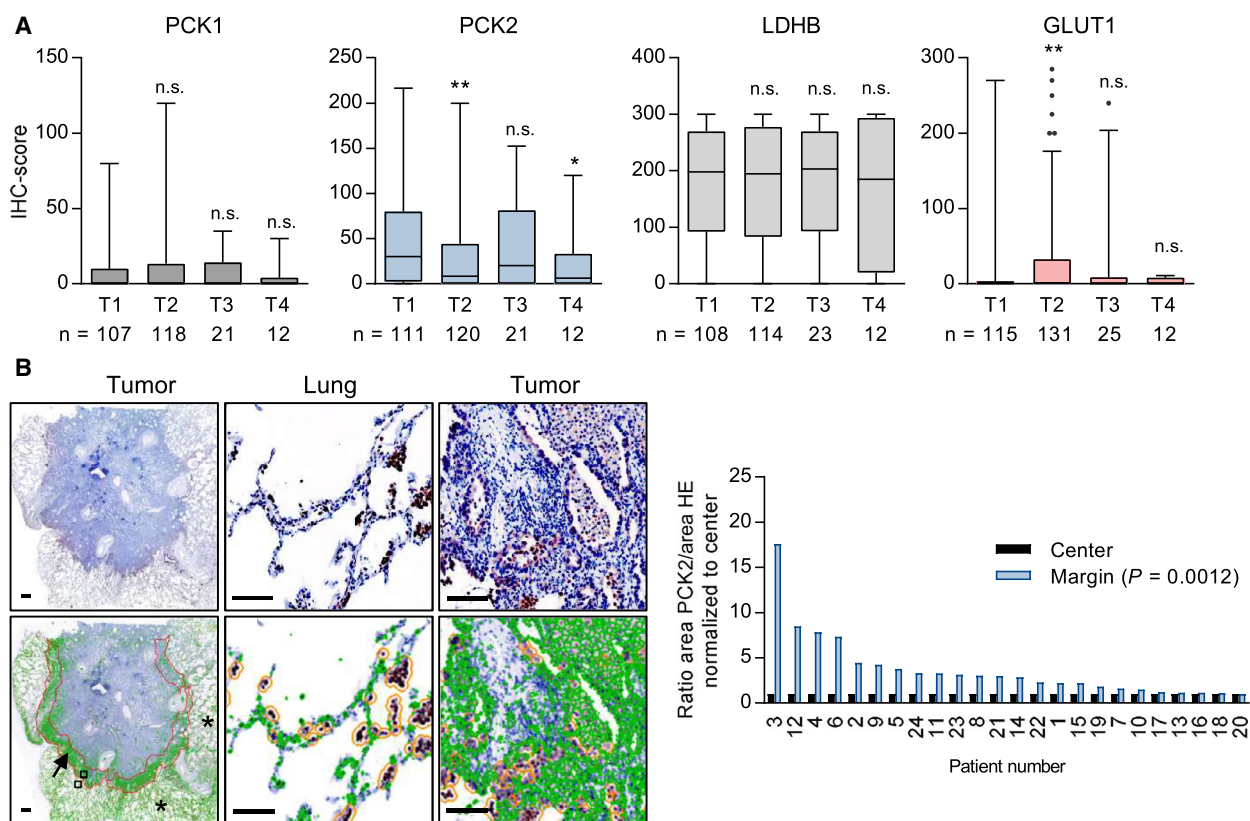 A
PCK1
PCK2
LDHB
GLUT1
IHC-score
150
100
50
0
n.s.
n.s.
n.s.
T1 T2 T3 T4
n = 107 118 21 12
250
200
150
100
50
0
**
n.s.
*
T1 T2 T3 T4
n = 111 120 21 12
400
300
200
100
0
n.s. n.s. n.s.
T1 T2 T3 T4
n = 108 114 23 12
300
200
100
0
**
n.s.
n.s.
T1 T2 T3 T4
n = 115 131 25 12
B
Tumor
Lung
Tumor
*
*
Ratio area PCK2/area HE
normalized to center
25
20
15
10
5
0
Center
Margin (P = 0.0012)
3 12 4 6 2 9 5 24 11 23 8 21 14 22 1 15 19 7 10 17 13 16 18 20
Patient number